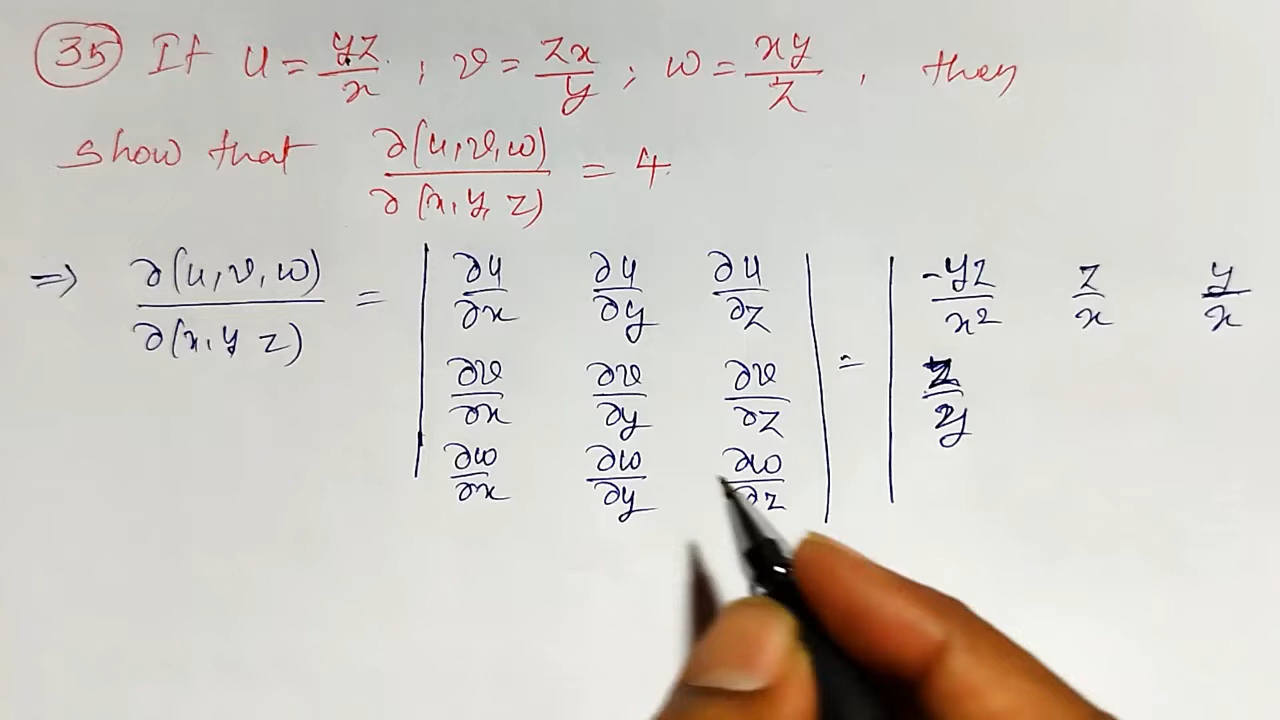 35 If u = yz/x ; v = zx/y ; w = xy/z , then
show that ∂(u,v,w)/∂(x,y,z) = 4
⇒ ∂(u,v,w)/∂(x,y z) = | ∂u/∂x ∂u/∂y ∂u/∂z | = | -yz/x² z/x y/x
∂v/∂x ∂v/∂y ∂v/∂z z/y
∂w/∂x ∂w/∂y ∂w/∂z